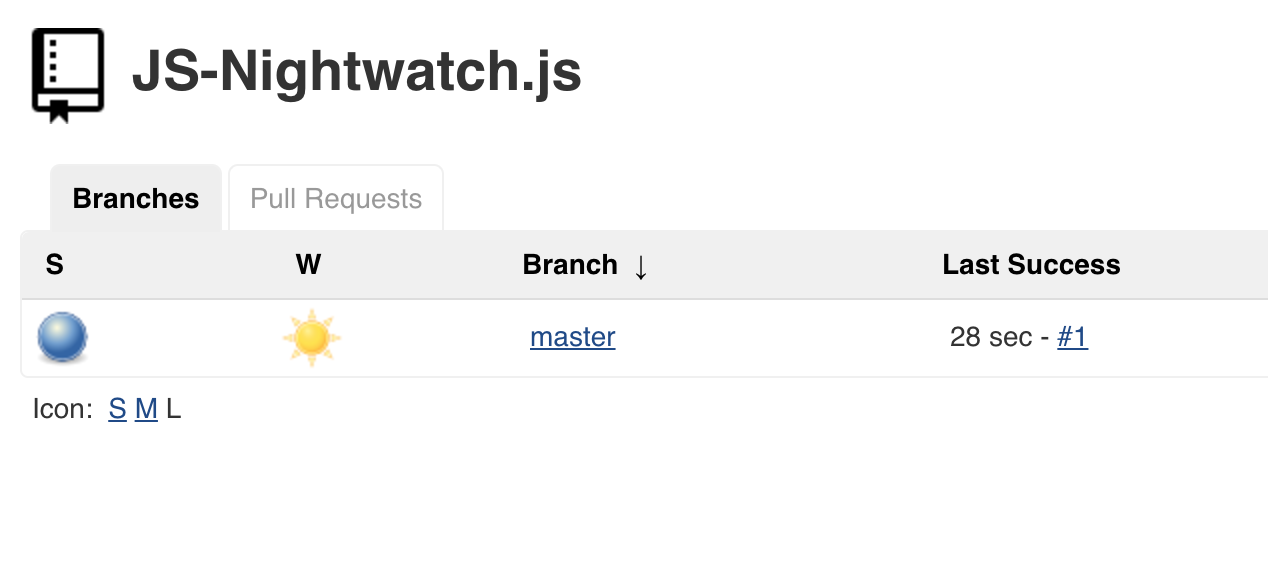 JS-Nightwatch.js
Branches Pull Requests
S W Branch ↓ Last Success
master 28 sec - #1
Icon: S M L